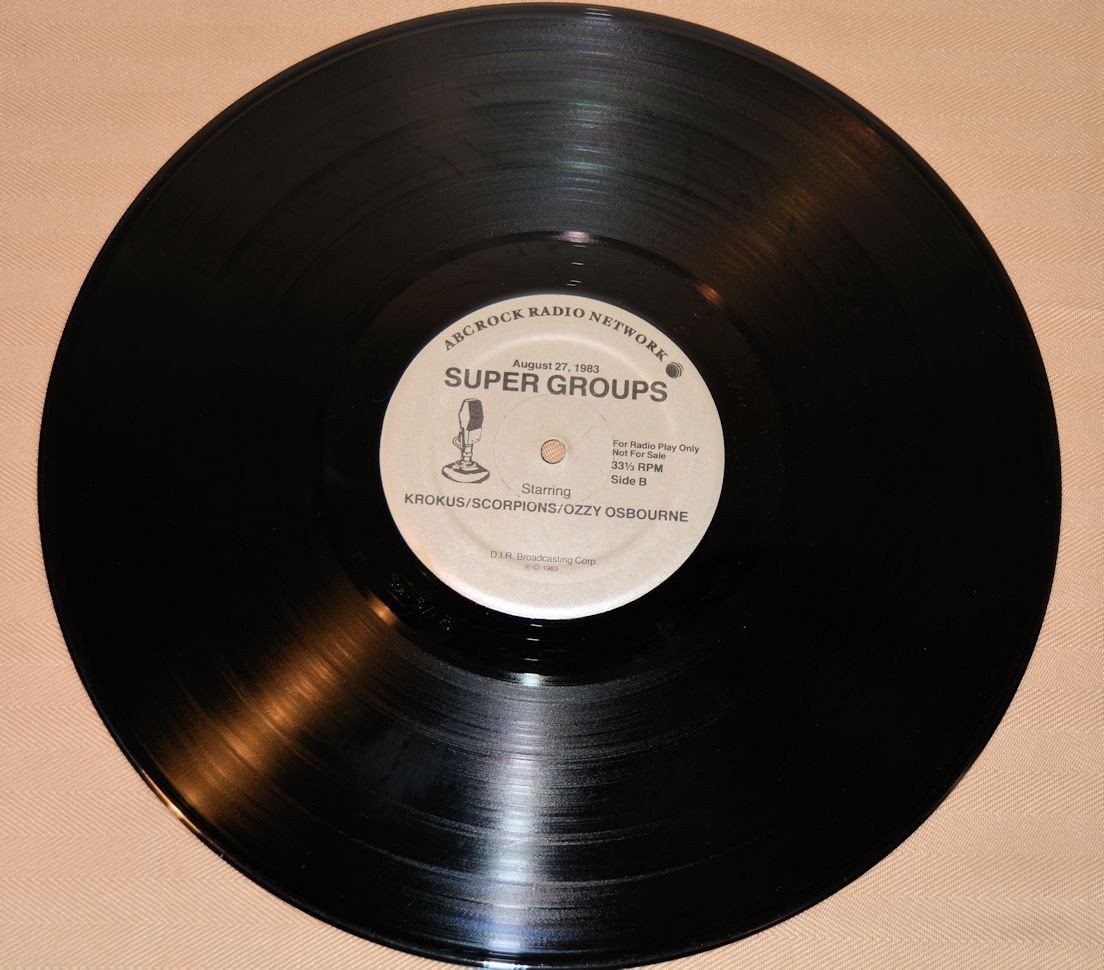 ABC ROCK RADIO NETWORK
August 27, 1983
SUPER GROUPS
For Radio Play Only
Not For Sale
33⅓ RPM
Side B
Starring
KROKUS/SCORPIONS/OZZY OSBOURNE
D.I.R. Broadcasting Corp.
℗ © 1983